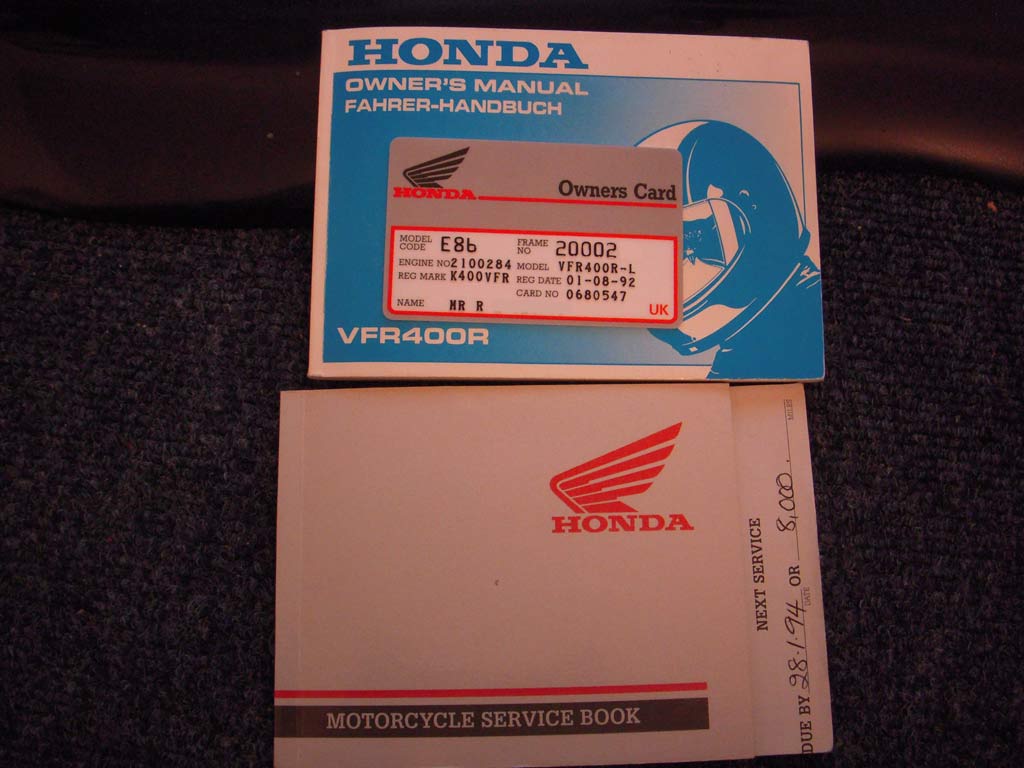 HONDA
OWNER'S MANUAL
FAHRER-HANDBUCH
HONDA
Owners Card
MODEL CODE E86 FRAME NO 20002
ENGINE NO 2100284 MODEL VFR400R-L
REG MARK K400VFR REG DATE 01-08-92
CARD NO 0680547
NAME MR R
UK
VFR400R
HONDA
MOTORCYCLE SERVICE BOOK
NEXT SERVICE
DUE BY 28·1·94 OR 8,000.
DATE MILES